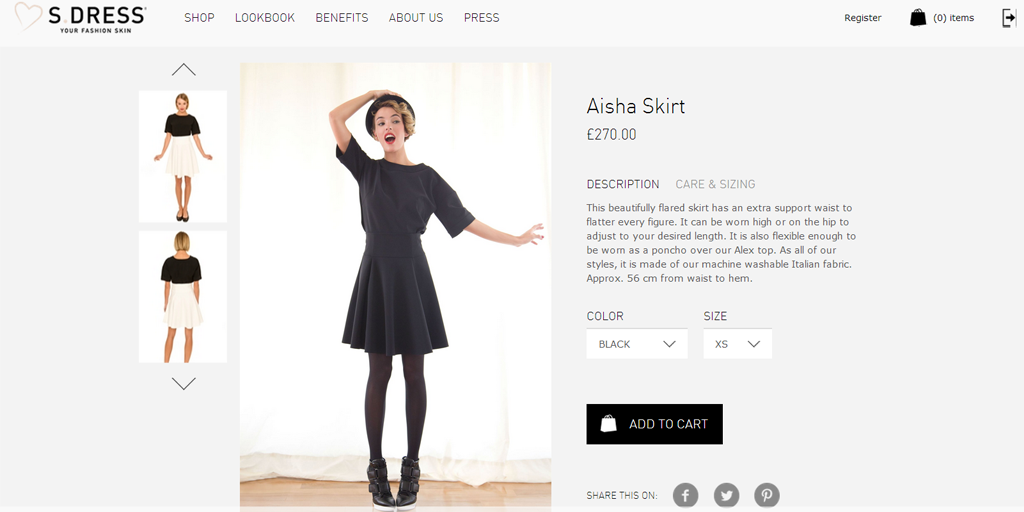 S.DRESS
YOUR FASHION SKIN
SHOP LOOKBOOK BENEFITS ABOUT US PRESS
Register (0) items
Aisha Skirt
£270.00
DESCRIPTION CARE & SIZING
This beautifully flared skirt has an extra support waist to
flatter every figure. It can be worn high or on the hip to
adjust to your desired length. It is also flexible enough to
be worn as a poncho over our Alex top. As all of our
styles, it is made of our machine washable Italian fabric.
Approx. 56 cm from waist to hem.
COLOR SIZE
BLACK XS
ADD TO CART
SHARE THIS ON: